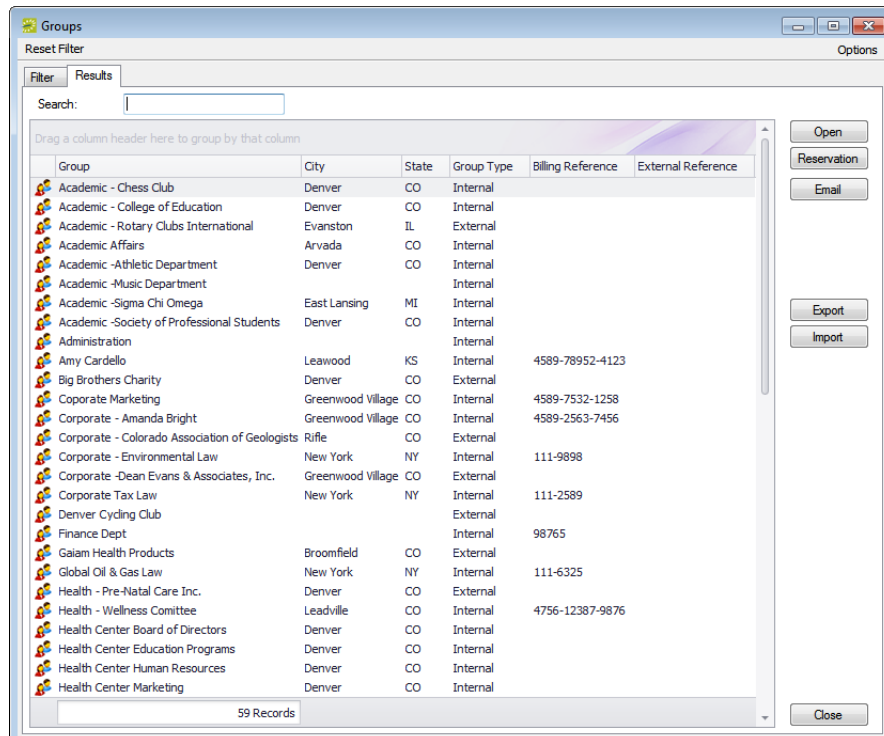 Groups
Reset Filter Options
Filter Results
Search:
Drag a column header here to group by that column
Group City State Group Type Billing Reference External Reference
Academic - Chess Club Denver CO Internal
Academic - College of Education Denver CO Internal
Academic - Rotary Clubs International Evanston IL External
Academic Affairs Arvada CO Internal
Academic -Athletic Department Denver CO Internal
Academic -Music Department Internal
Academic -Sigma Chi Omega East Lansing MI Internal
Academic -Society of Professional Students Denver CO Internal
Administration Internal
Amy Cardello Leawood KS Internal 4589-78952-4123
Big Brothers Charity Denver CO External
Coporate Marketing Greenwood Village CO Internal 4589-7532-1258
Corporate - Amanda Bright Greenwood Village CO Internal 4589-2563-7456
Corporate - Colorado Association of Geologists Rifle CO External
Corporate - Environmental Law New York NY Internal 111-9898
Corporate -Dean Evans & Associates, Inc. Greenwood Village CO External
Corporate Tax Law New York NY Internal 111-2589
Denver Cycling Club External
Finance Dept Internal 98765
Gaiam Health Products Broomfield CO External
Global Oil & Gas Law New York NY Internal 111-6325
Health - Pre-Natal Care Inc. Denver CO External
Health - Wellness Comittee Leadville CO Internal 4756-12387-9876
Health Center Board of Directors Denver CO Internal
Health Center Education Programs Denver CO Internal
Health Center Human Resources Denver CO Internal
Health Center Marketing Denver CO Internal
59 Records
Open
Reservation
Email
Export
Import
Close